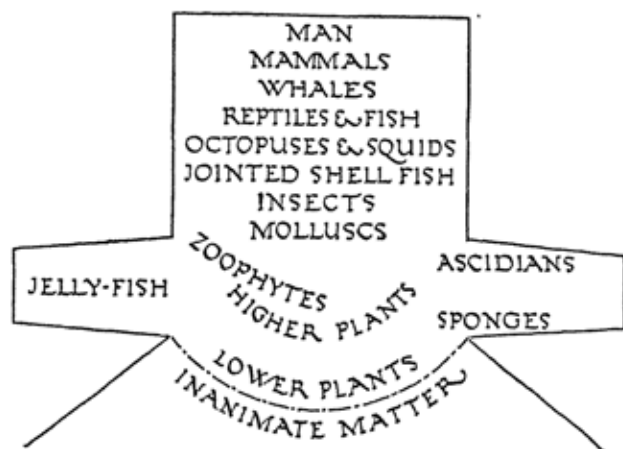 MAN
MAMMALS
WHALES
REPTILES & FISH
OCTOPUSES & SQUIDS
JOINTED SHELL FISH
INSECTS
MOLLUSCS
ZOOPHYTES
ASCIDIANS
JELLY-FISH
HIGHER PLANTS
SPONGES
LOWER PLANTS
INANIMATE MATTER